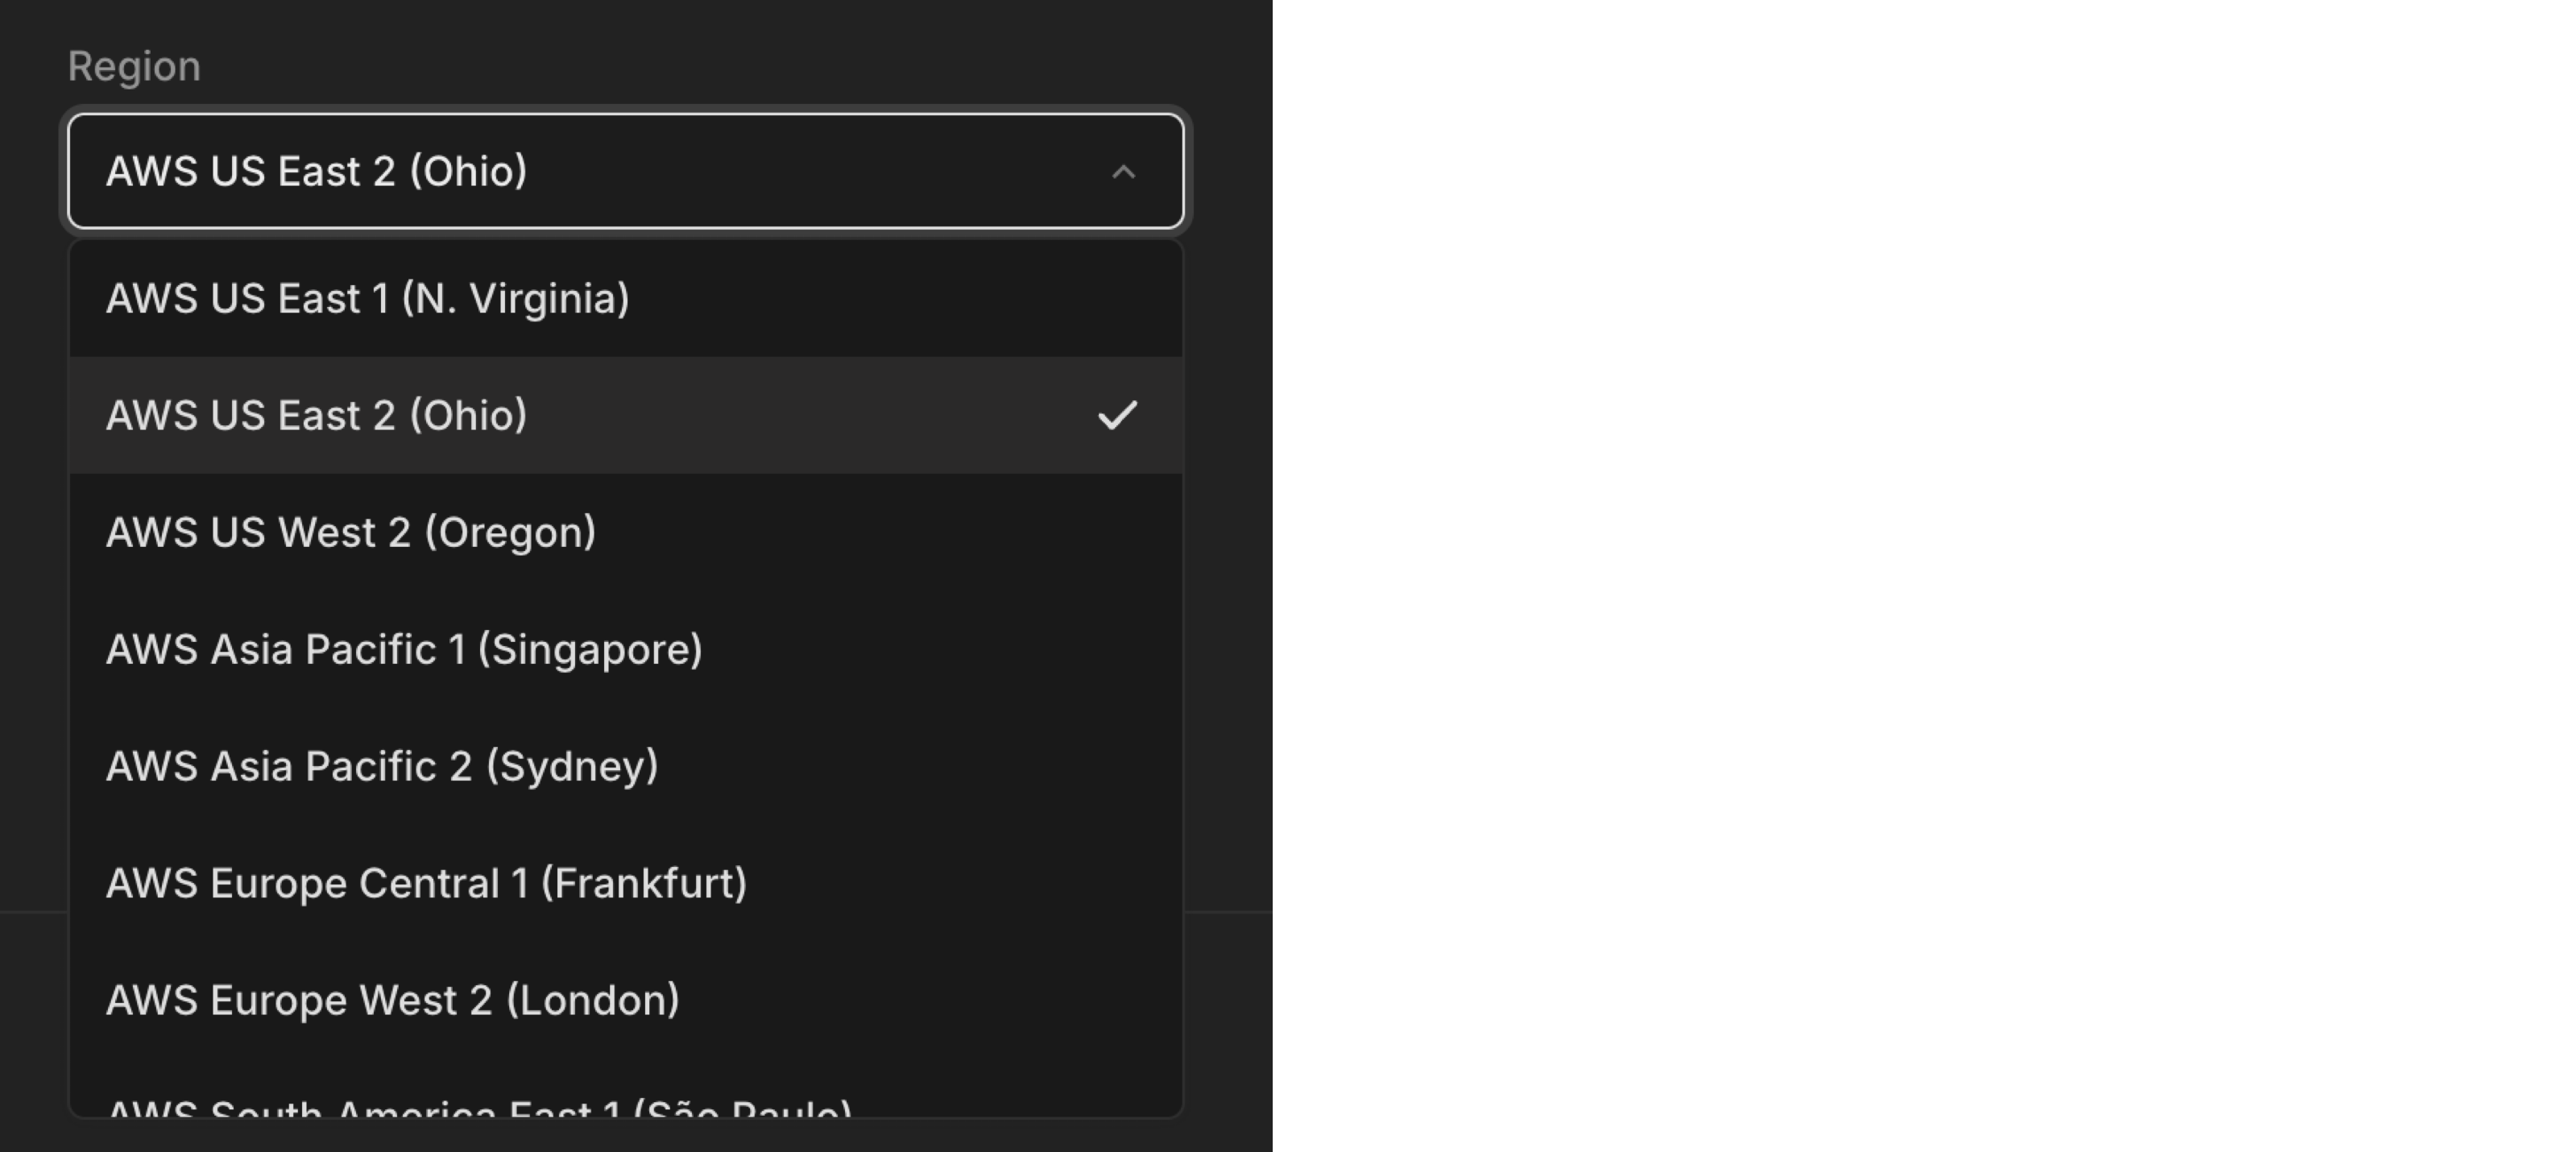 Region
AWS US East 2 (Ohio)
AWS US East 1 (N. Virginia)
AWS US East 2 (Ohio)
AWS US West 2 (Oregon)
AWS Asia Pacific 1 (Singapore)
AWS Asia Pacific 2 (Sydney)
AWS Europe Central 1 (Frankfurt)
AWS Europe West 2 (London)
AWS South America East 1 (São Paulo)